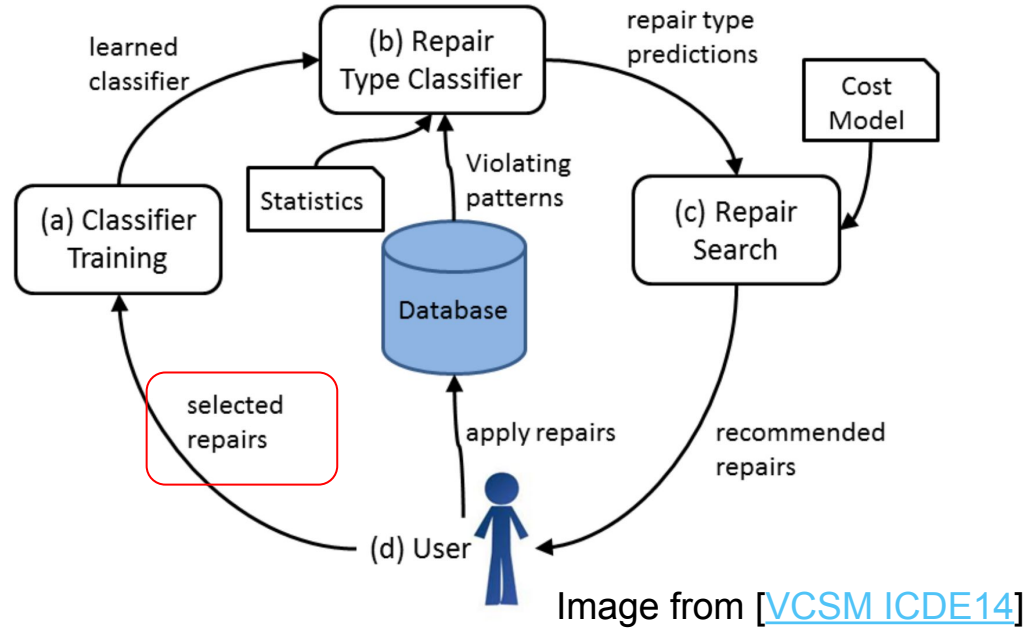 learned
classifier
(b) Repair
Type Classifier
repair type
predictions
Cost
Model
Statistics
Violating
patterns
(a) Classifier
Training
(c) Repair
Search
Database
selected
repairs
apply repairs
recommended
repairs
(d) User
Image from [VCSM ICDE14]